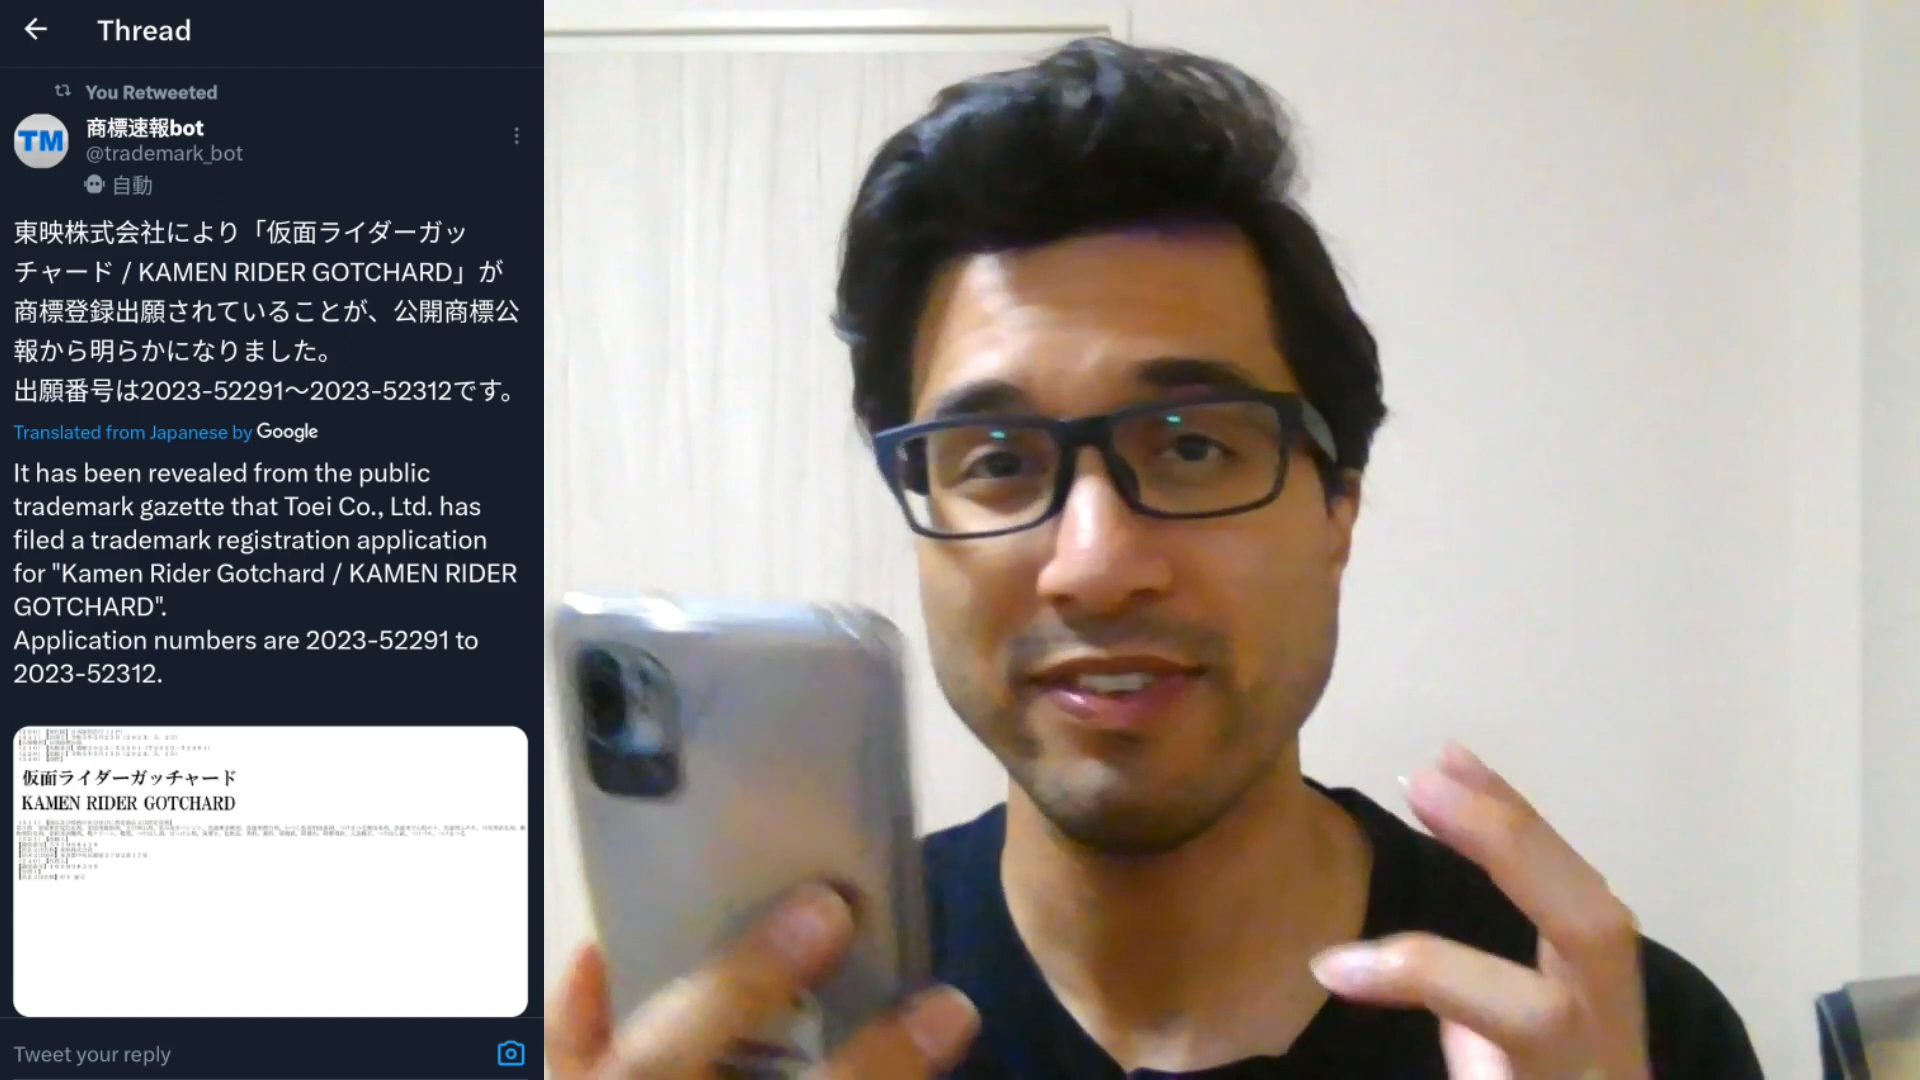 Thread
You Retweeted
商標速報bot
TM
@trademark_bot
自動
東映株式会社により「仮面ライダーガッ
チャード / KAMEN RIDER GOTCHARD」が
商標登録出願されていることが、公開商標公
報から明らかになりました。
出願番号は2023-52291〜2023-52312です。
Translated from Japanese by Google
It has been revealed from the public
trademark gazette that Toei Co., Ltd. has
filed a trademark registration application
for "Kamen Rider Gotchard / KAMEN RIDER
GOTCHARD".
Application numbers are 2023-52291 to
2023-52312.
仮面ライダーガッチャード
KAMEN RIDER GOTCHARD
Tweet your reply